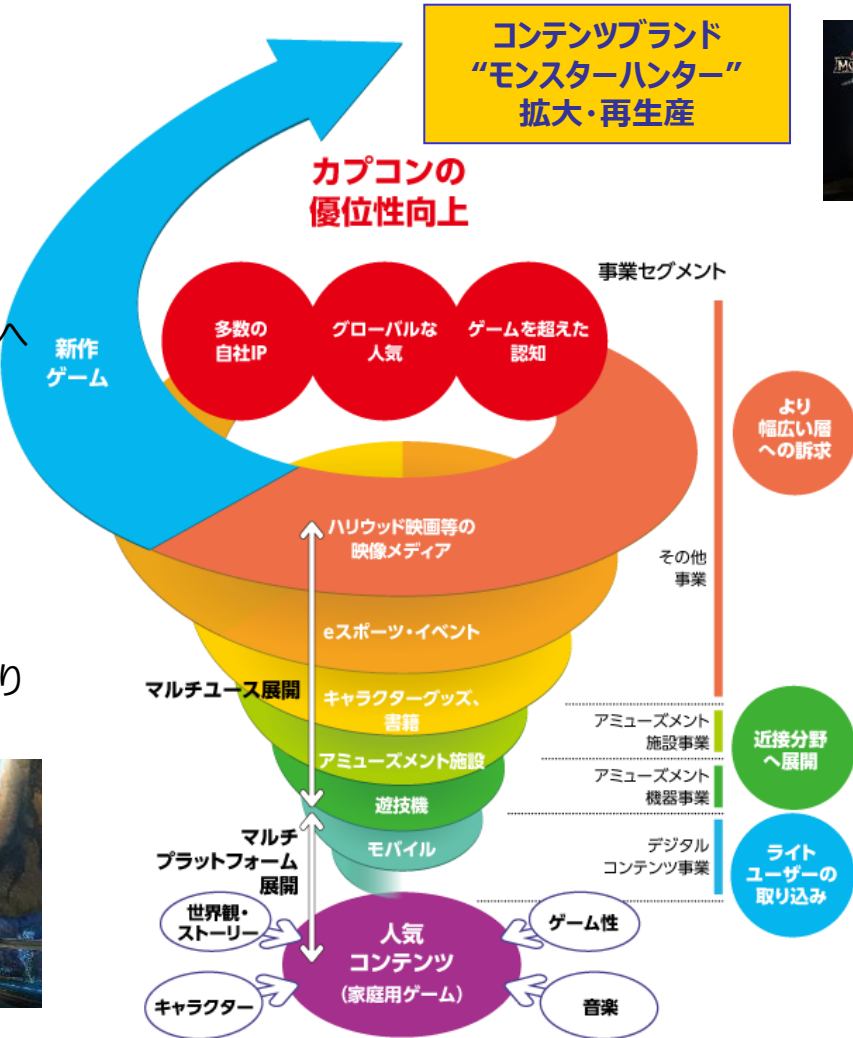 コンテンツブランド
“モンスターハンター”
拡大・再生産
カプコンの
優位性向上
事業セグメント
多数の
自社IP
グローバルな
人気
ゲームを超えた
認知
新作
ゲーム
より
幅広い層
への訴求
ハリウッド映画等の
映像メディア
その他
事業
eスポーツ・イベント
り
マルチユース展開
キャラクターグッズ、
書籍
アミューズメント
施設事業
近接分野
へ展開
アミューズメント施設
アミューズメント
機器事業
遊技機
マルチ
プラットフォーム
展開
モバイル
デジタル
コンテンツ事業
ライト
ユーザーの
取り込み
世界観・
ストーリー
ゲーム性
人気
コンテンツ
（家庭用ゲーム）
キャラクター
音楽